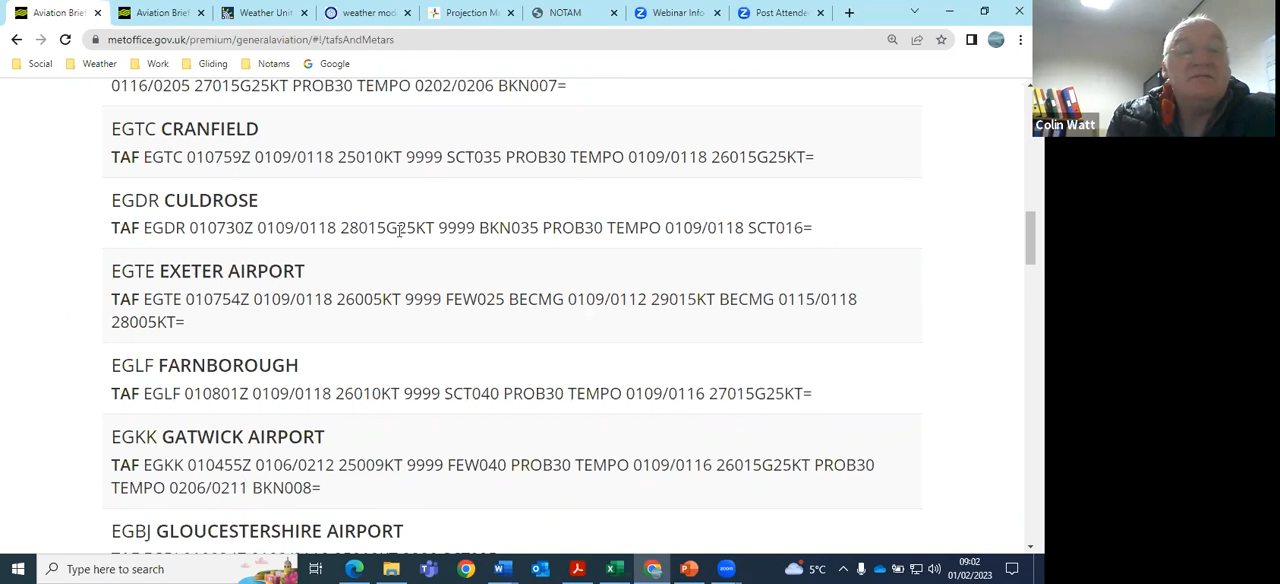 Aviation Brief
Aviation Brief
Weather Unit
weather mod
Projection M
NOTAM
Webinar Info
Post Attende
metoffice.gov.uk/premium/generalaviation/#!/tafsAndMetars
Social
Weather
Work
Gliding
Notams
Google
0116/0205 27015G25KT PROB30 TEMPO 0202/0206 BKN007=
EGTC CRANFIELD
TAF EGTC 010759Z 0109/0118 25010KT 9999 SCT035 PROB30 TEMPO 0109/0118 26015G25KT=
EGDR CULDROSE
TAF EGDR 010730Z 0109/0118 28015G25KT 9999 BKN035 PROB30 TEMPO 0109/0118 SCT016=
EGTE EXETER AIRPORT
TAF EGTE 010754Z 0109/0118 26005KT 9999 FEW025 BECMG 0109/0112 29015KT BECMG 0115/0118
28005KT=
EGLF FARNBOROUGH
TAF EGLF 010801Z 0109/0118 26010KT 9999 SCT040 PROB30 TEMPO 0109/0116 27015G25KT=
EGKK GATWICK AIRPORT
TAF EGKK 010455Z 0106/0212 25009KT 9999 FEW040 PROB30 TEMPO 0109/0116 26015G25KT PROB30
TEMPO 0206/0211 BKN008=
EGBJ GLOUCESTERSHIRE AIRPORT
Colin Watt
Type here to search
5°C
09:02
01/02/2023